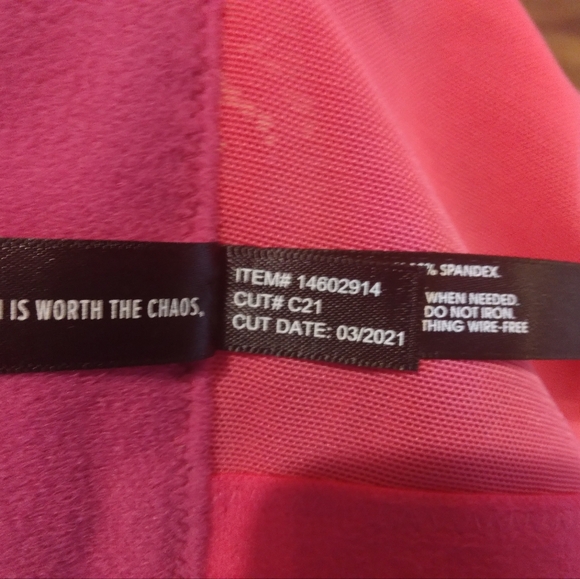 IS WORTH THE CHAOS.
ITEM# 14602914
CUT# C21
CUT DATE: 03/2021
% SPANDEX.
WHEN NEEDED.
DO NOT IRON.
THING WIRE-FREE